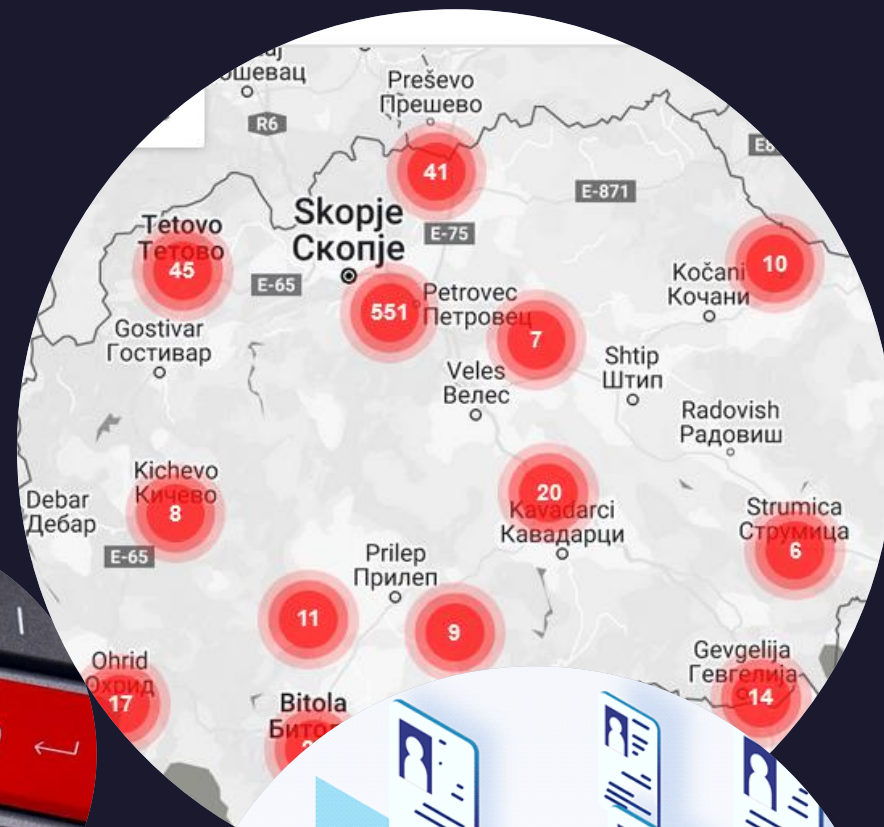 Preševo
Прешево
R6
41
E-871
Skopje
Скопје
E-75
Tetovo
Тетово
45
E-65
551
Petrovec
Петровец
Kočani
Кочани
10
Gostivar
Гостивар
7
Veles
Велес
Shtip
Штип
Radovish
Радовиш
Kichevo
Кичево
8
Debar
Дебар
E-65
20
Kavadarci
Кавадарци
Strumica
Струмица
6
Prilep
Прилеп
11
9
Ohrid
Охрид
17
Gevgelija
Гевгелија
14
Bitola